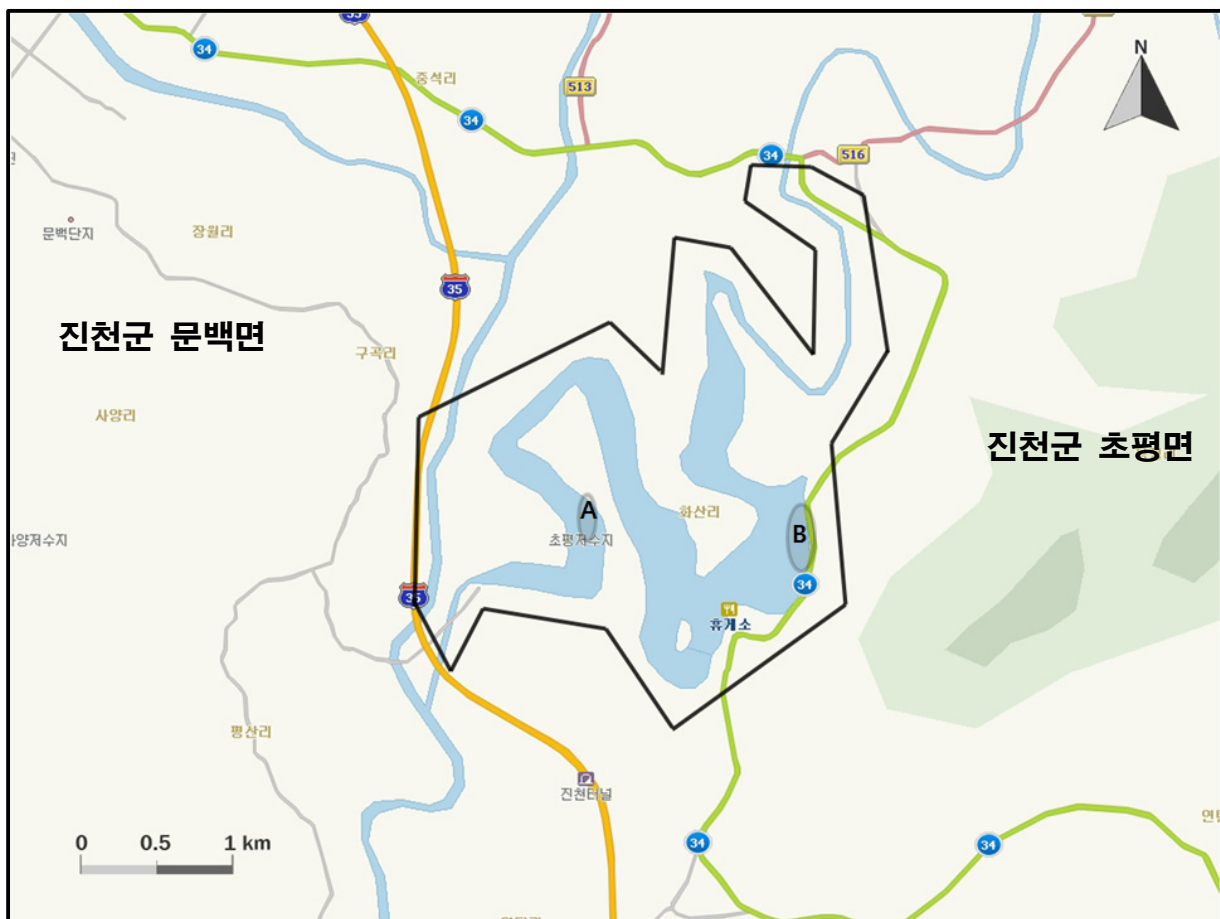 35
34
중석리
513
N
34
34
516
문백단지
장월리
35
진천군 문백면
구곡리
사양리
진천군 초평면
A
화산리
B
초평저수지
사양저수지
34
35
휴게소
평산리
진천터널
0 0.5 1 km
34
34